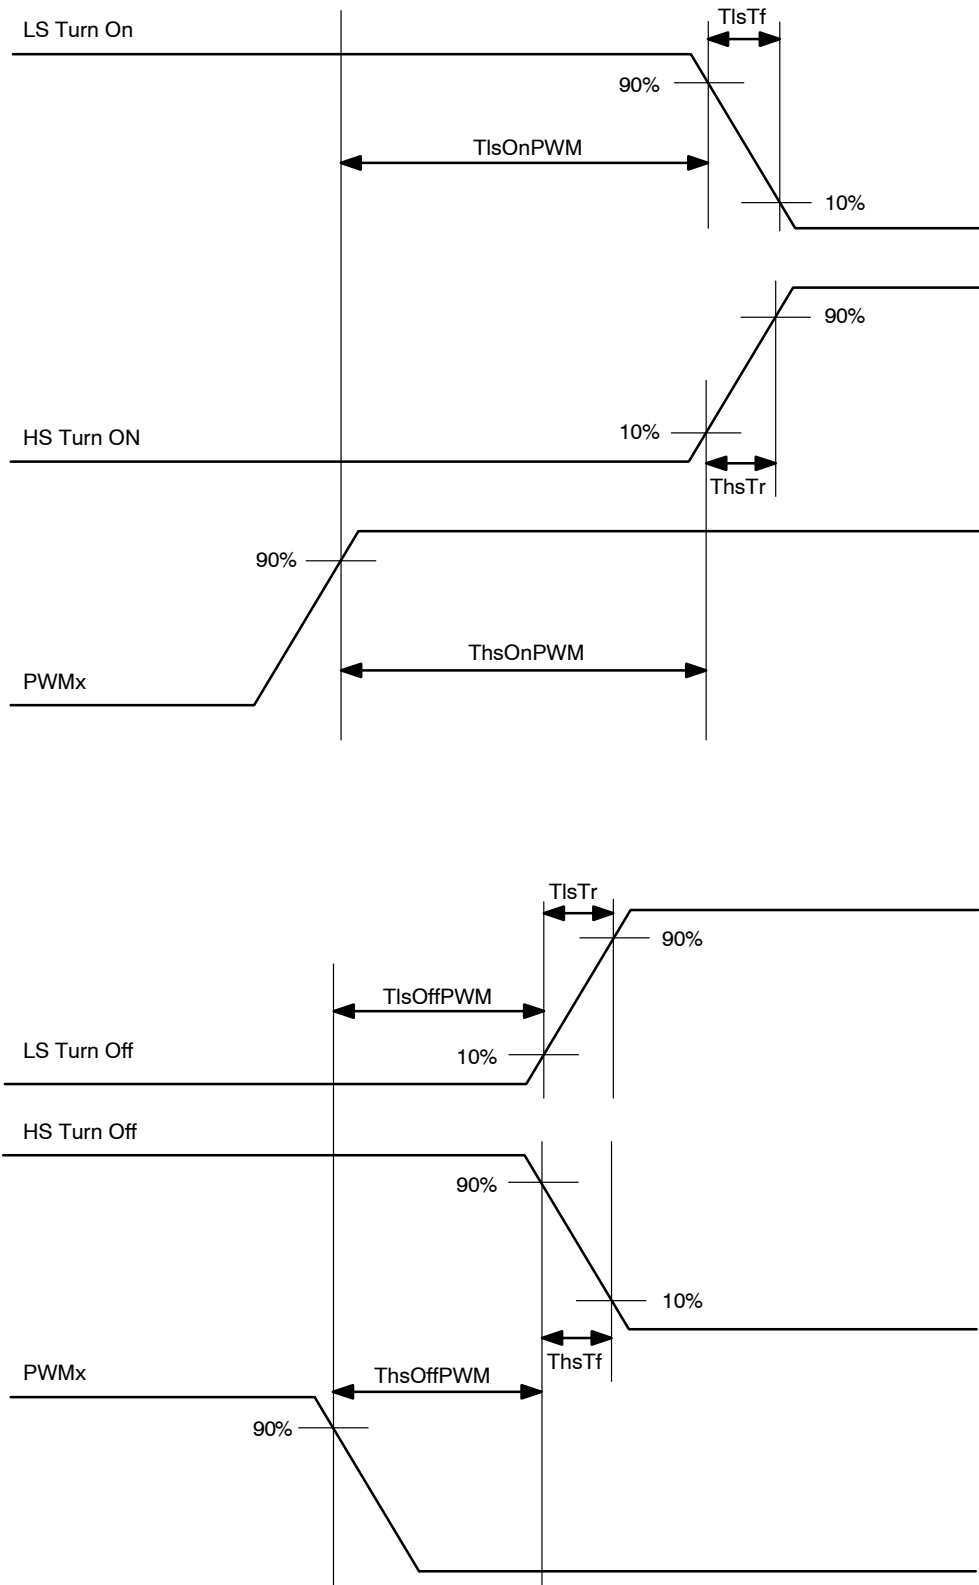 TlsTf
LS Turn On
90%
TlsOnPWM
10%
90%
10%
HS Turn ON
ThsTr
90%
ThsOnPWM
PWMx
TlsTr
90%
TlsOffPWM
LS Turn Off
10%
HS Turn Off
90%
10%
ThsTf
PWMx
ThsOffPWM
90%